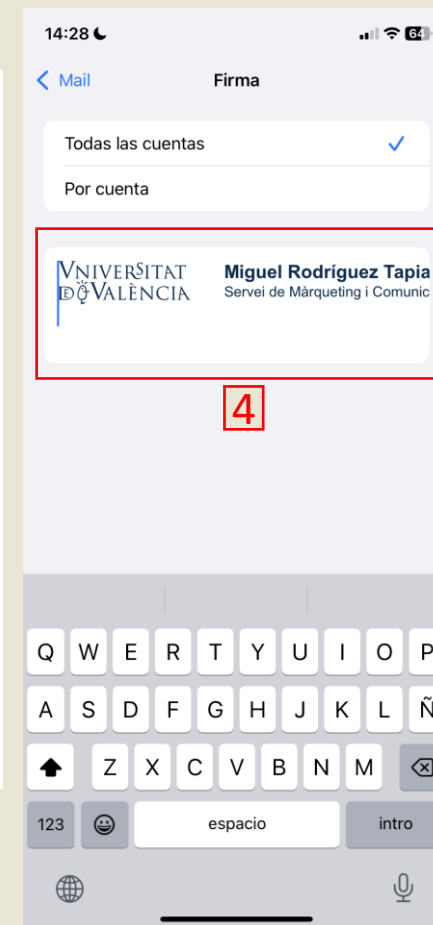 14:28
64
Mail
Firma
Todas las cuentas
Por cuenta
VNIVERSITAT
DE VALÈNCIA
Miguel Rodríguez Tapia
Servei de Màrqueting i Comunic
4
Q W E R T Y U I O P
A S D F G H J K L Ñ
Z X C V B N M
123 espacio intro